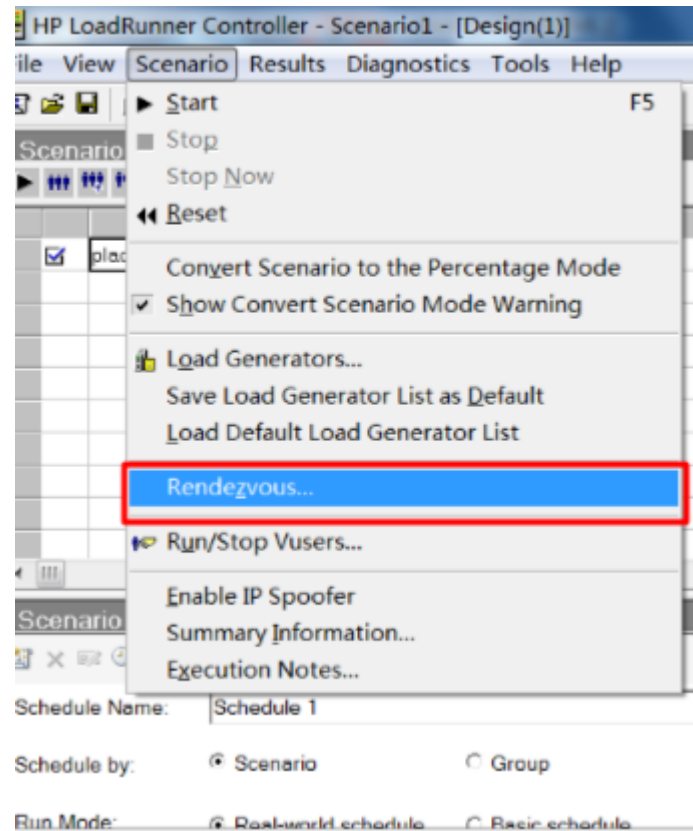 HP LoadRunner Controller - Scenario1 - [Design(1)]
File View Scenario Results Diagnostics Tools Help
Start F5
Stop
Scenario
Stop Now
Reset
Convert Scenario to the Percentage Mode
Show Convert Scenario Mode Warning
Load Generators...
Save Load Generator List as Default
Load Default Load Generator List
Rendezvous...
Run/Stop Vusers...
Enable IP Spoofer
Scenario
Summary Information...
Execution Notes...
Schedule Name: Schedule 1
Schedule by: Scenario Group
Run Mode: Real-world schedule Basic schedule